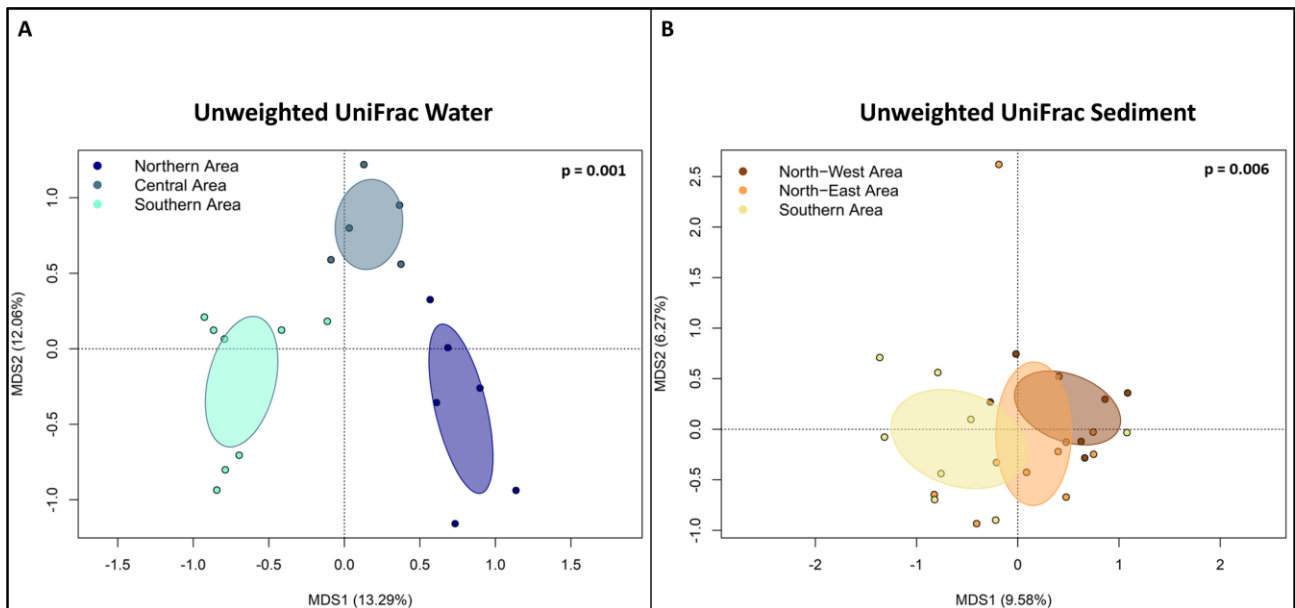 A
Unweighted UniFrac Water
Northern Area
Central Area
Southern Area
p = 0.001
1.0
0.5
0.0
-0.5
-1.0
MDS2 (12.06%)
-1.5
-1.0
-0.5
0.0
0.5
1.0
1.5
MDS1 (13.29%)
B
Unweighted UniFrac Sediment
North−West Area
North−East Area
Southern Area
p = 0.006
2.5
2.0
1.5
1.0
0.5
0.0
-0.5
-1.0
MDS2 (6.27%)
-2
-1
0
1
2
MDS1 (9.58%)